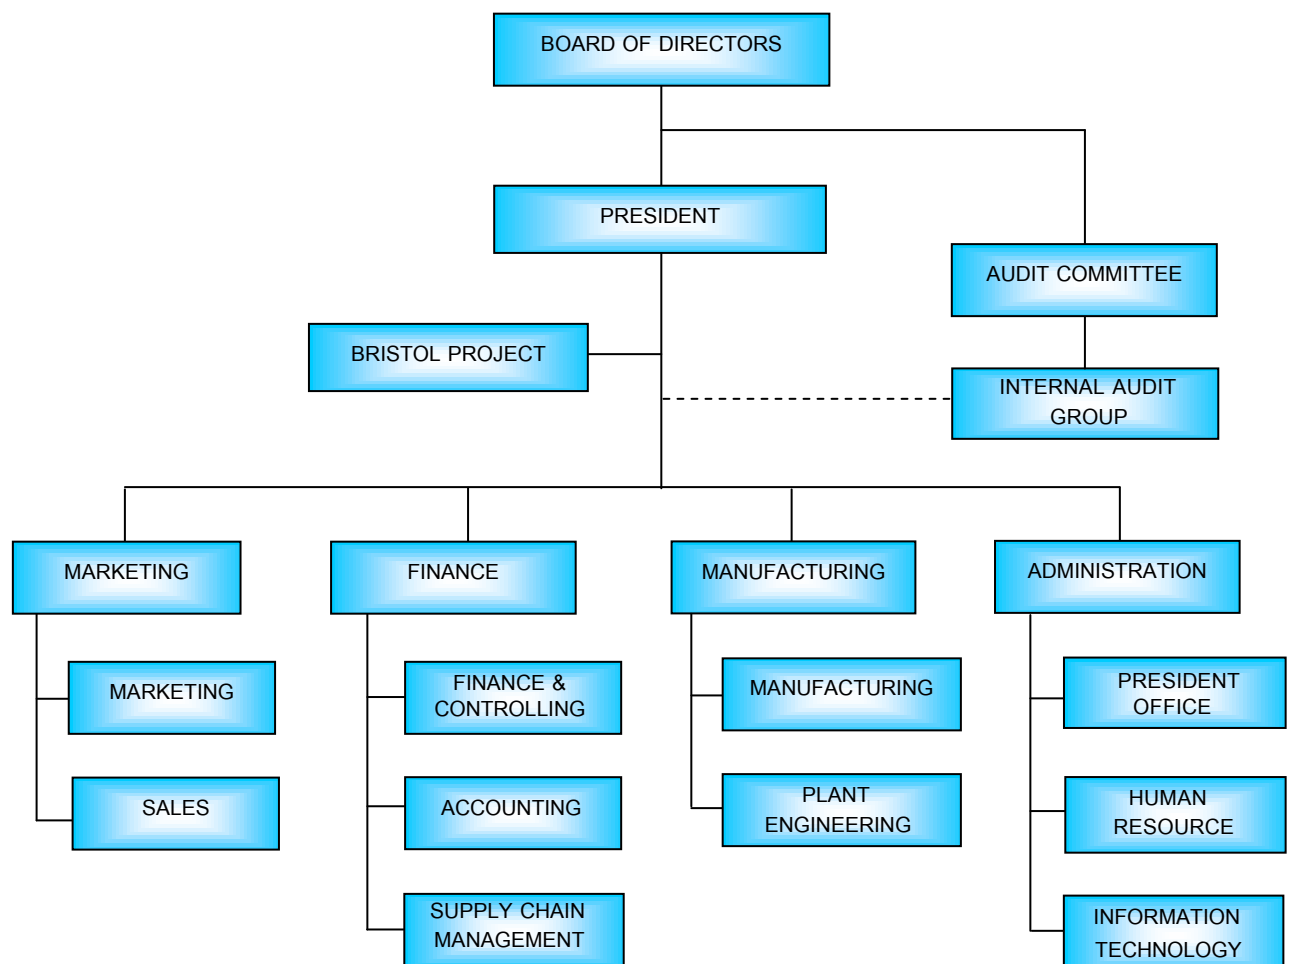 BOARD OF DIRECTORS
PRESIDENT
AUDIT COMMITTEE
BRISTOL PROJECT
INTERNAL AUDIT
GROUP
MARKETING
FINANCE
MANUFACTURING
ADMINISTRATION
MARKETING
FINANCE &
CONTROLLING
MANUFACTURING
PRESIDENT
OFFICE
SALES
ACCOUNTING
PLANT
ENGINEERING
HUMAN
RESOURCE
SUPPLY CHAIN
MANAGEMENT
INFORMATION
TECHNOLOGY